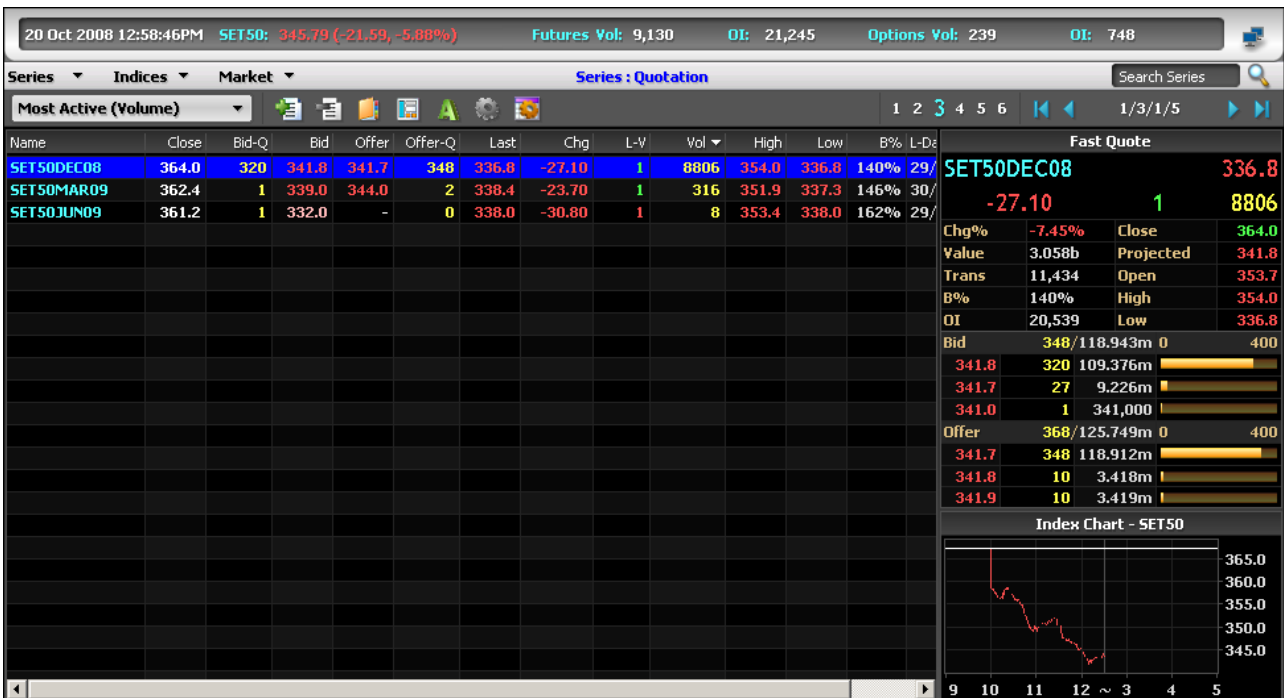 20 Oct 2008 12:58:46PM SET50: 345.79 (-21.59, -5.88%) Futures Vol: 9,130 OI: 21,245 Options Vol: 239 OI: 748
Series Indices Market Series : Quotation Search Series
Most Active (Volume) A 1 2 3 4 5 6 1/3/1/5
Name Close Bid-Q Bid Offer Offer-Q Last Chg L-V Vol High Low B% L-Da
SET50DEC08 364.0 320 341.8 341.7 348 336.8 -27.10 1 8806 354.0 336.8 140% 29/
SET50MAR09 362.4 1 339.0 344.0 2 338.4 -23.70 1 316 351.9 337.3 146% 30/
SET50JUN09 361.2 1 332.0 - 0 338.0 -30.80 1 8 353.4 338.0 162% 29/
Fast Quote
SET50DEC08 336.8
-27.10 1 8806
Chg% -7.45% Close 364.0
Value 3.058b Projected 341.8
Trans 11,434 Open 353.7
B% 140% High 354.0
OI 20,539 Low 336.8
Bid 348/118.943m 0 400
341.8 320 109.376m
341.7 27 9.226m
341.0 1 341,000
Offer 368/125.749m 0 400
341.7 348 118.912m
341.8 10 3.418m
341.9 10 3.419m
Index Chart - SET50
365.0
360.0
355.0
350.0
345.0
9 10 11 12 ~ 3 4 5